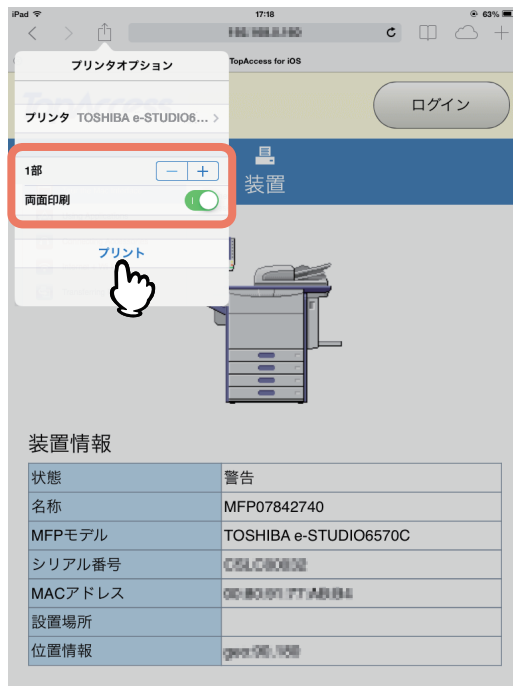 iPad 17:18 63%
TopAccess for iOS
プリンタオプション
TopAccess
ログイン
プリンタ TOSHIBA e-STUDIO6...
1部
両面印刷
装置
プリント
装置情報
状態 警告
名称 MFP07842740
MFPモデル TOSHIBA e-STUDIO6570C
シリアル番号
MACアドレス
設置場所
位置情報